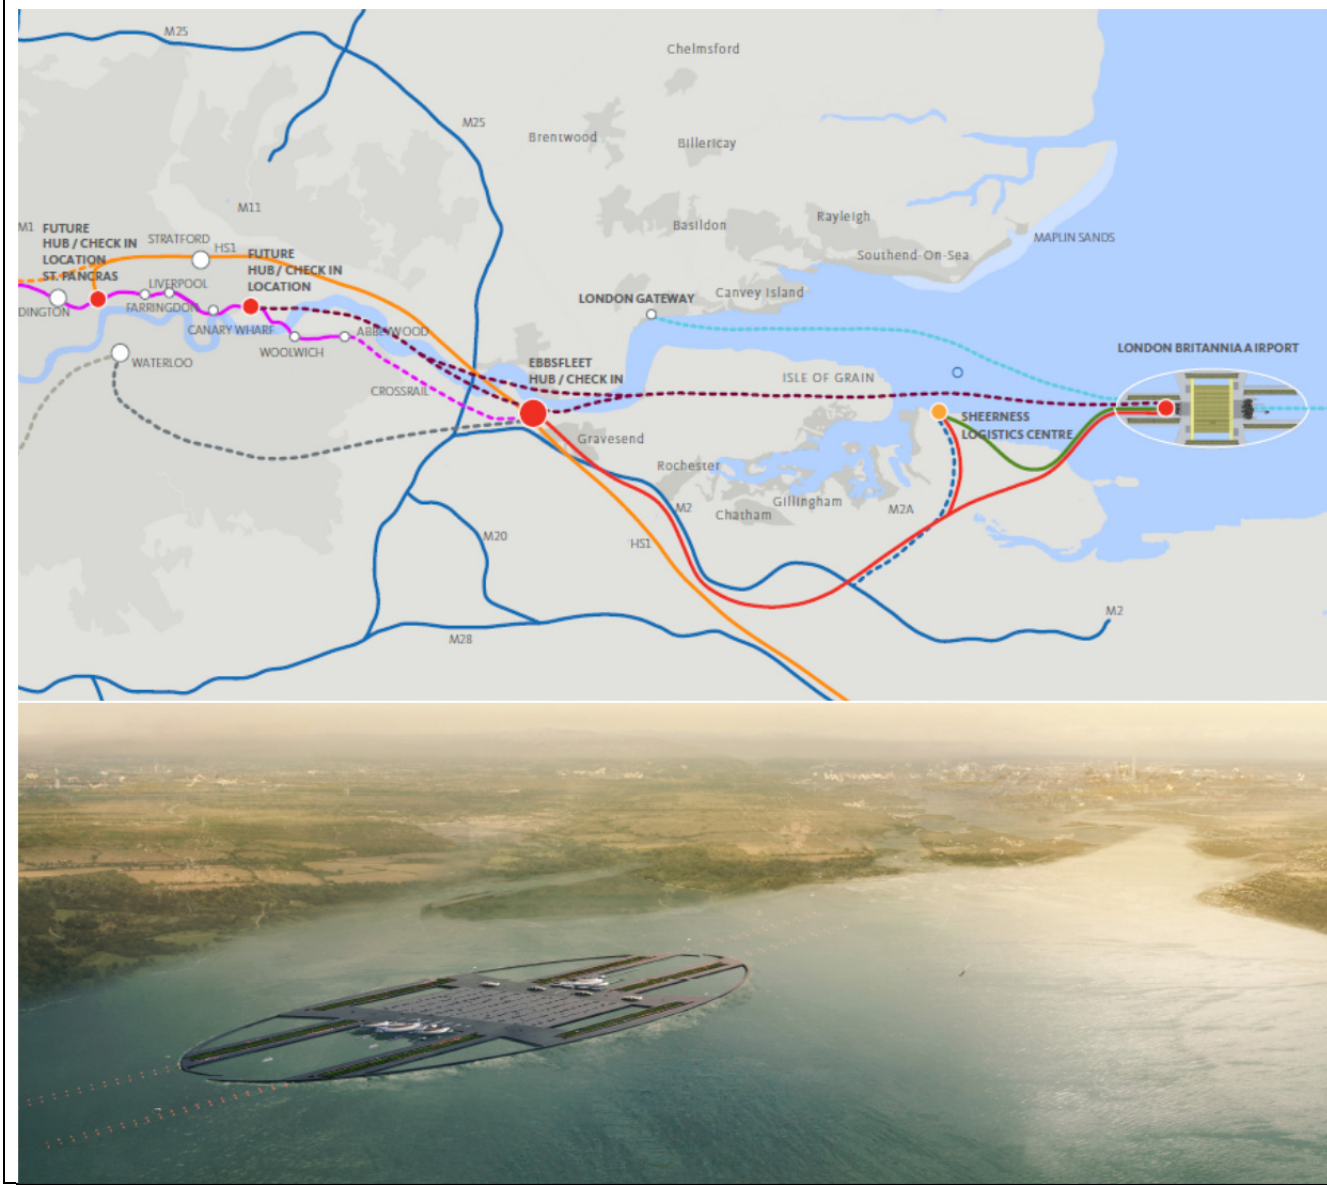 M25
Chelmsford
M25
Brentwood
Billericay
M11
M1
FUTURE
HUB / CHECK IN
LOCATION
ST. PANCRAS
STRATFORD
HS1
FUTURE
HUB / CHECK IN
LOCATION
Basildon
Rayleigh
MAPLIN SANDS
Southend-On-Sea
LIVERPOOL
FARRINGDON
DINGTON
CANARY WHARF
ABBEYWOOD
WOOLWICH
WATERLOO
LONDON GATEWAY
Canvey Island
LONDON BRITANNIA AIRPORT
EBBSFLEET
HUB / CHECK IN
ISLE OF GRAIN
CROSSRAIL
SHEERNESS
LOGISTICS CENTRE
Gravesend
Rochester
Gillingham
Chatham
M2
M2A
M20
HS1
M2
M28